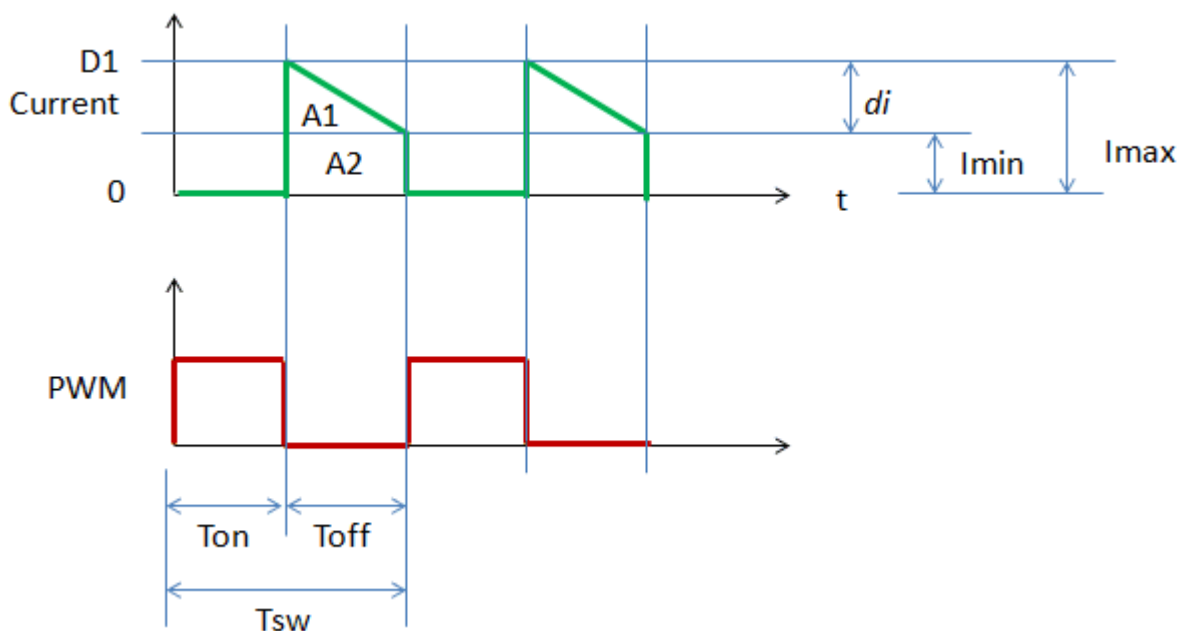 D1
Current
A1
A2
0
t
di
Imin
Imax
PWM
Ton
Toff
Tsw